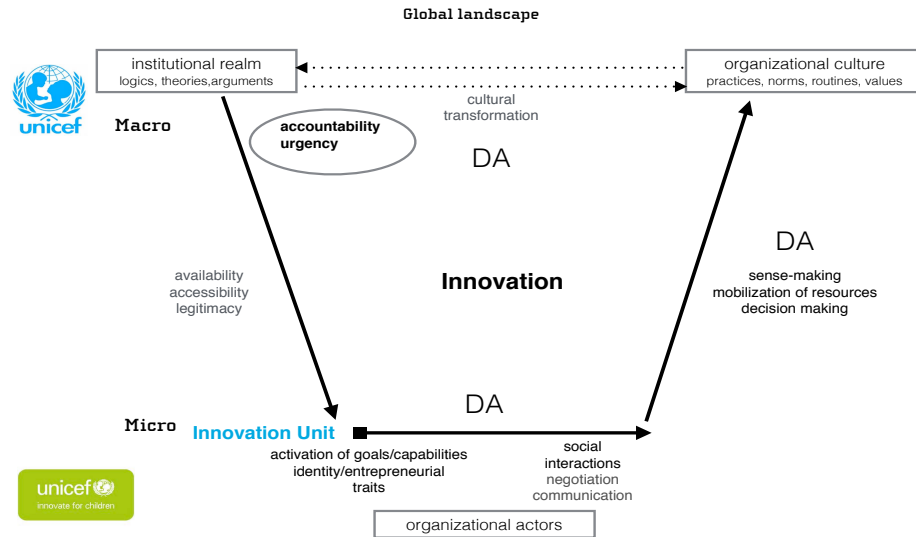 Global landscape
institutional realm
logics, theories,arguments
organizational culture
practices, norms, routines, values
unicef
Macro
cultural
transformation
accountability
urgency
DA
DA
availability
accessibility
legitimacy
Innovation
sense-making
mobilization of resources
decision making
DA
Micro
Innovation Unit
activation of goals/capabilities
identity/entrepreneurial
traits
social
interactions
negotiation
communication
unicef
innovate for children
organizational actors